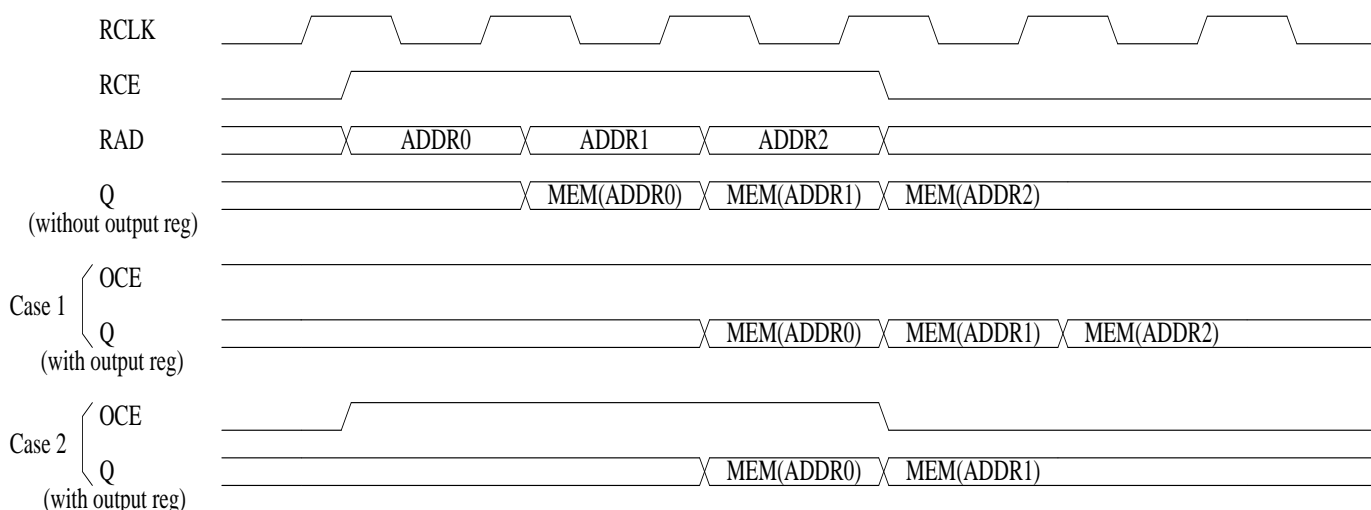 RCLK
RCE
RAD ADDR0 ADDR1 ADDR2
Q MEM(ADDR0) MEM(ADDR1) MEM(ADDR2)
(without output reg)
OCE
Case 1
Q MEM(ADDR0) MEM(ADDR1) MEM(ADDR2)
(with output reg)
OCE
Case 2
Q MEM(ADDR0) MEM(ADDR1)
(with output reg)